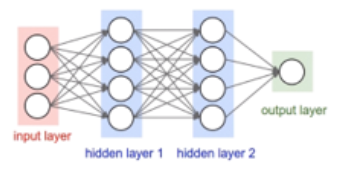 input layer
hidden layer 1
hidden layer 2
output layer